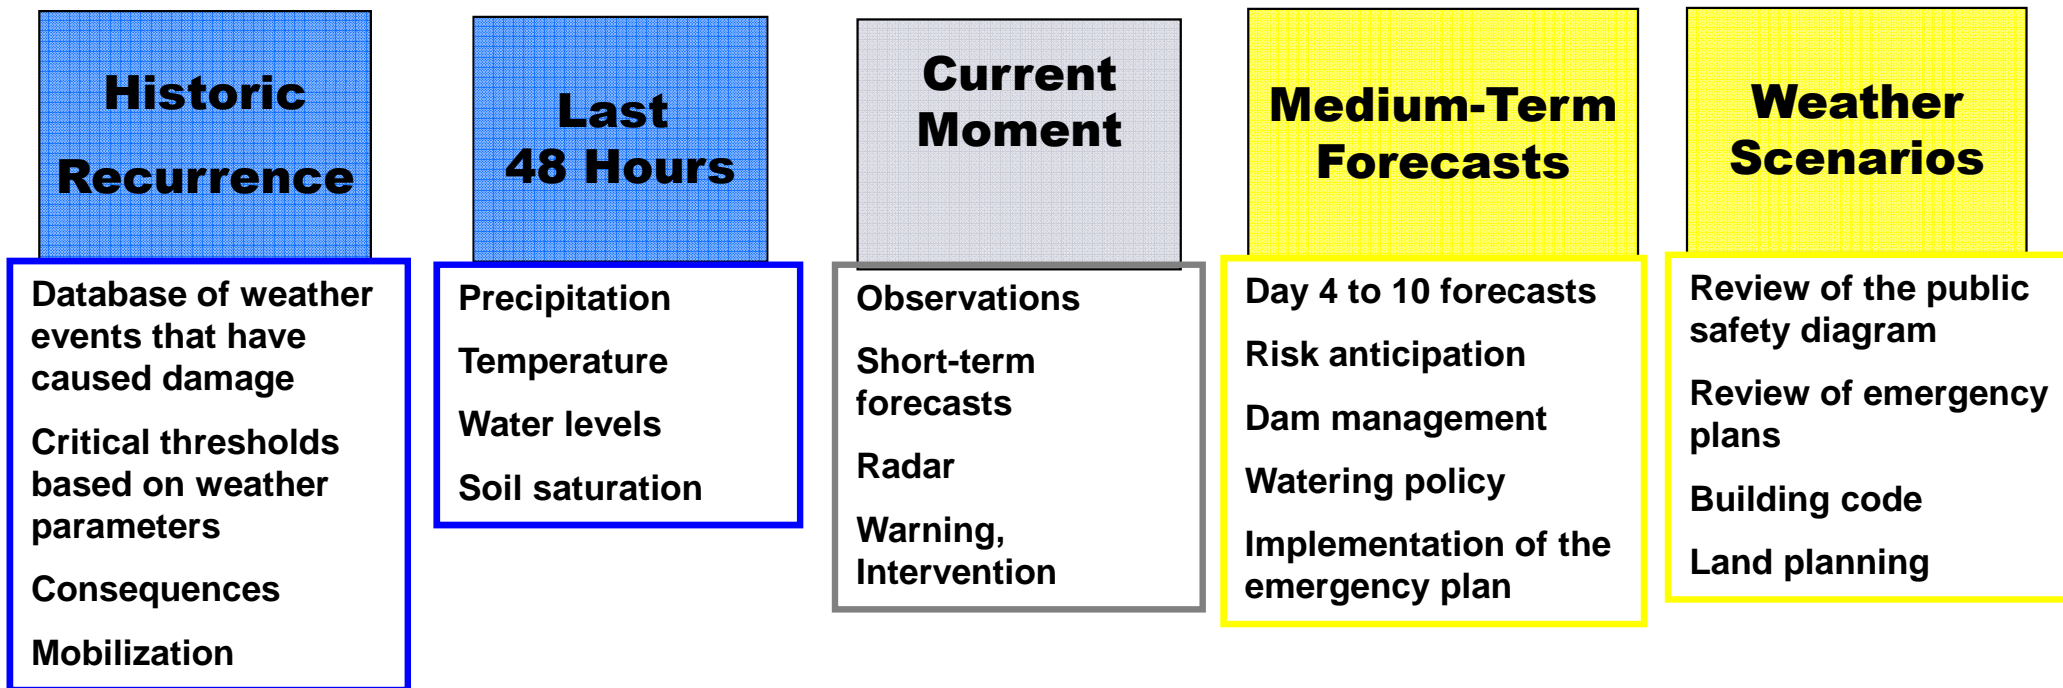 Historic
Recurrence
Database of weather
events that have
caused damage
Critical thresholds
based on weather
parameters
Consequences
Mobilization
Last
48 Hours
Precipitation
Temperature
Water levels
Soil saturation
Current
Moment
Observations
Short-term
forecasts
Radar
Warning,
Intervention
Medium-Term
Forecasts
Day 4 to 10 forecasts
Risk anticipation
Dam management
Watering policy
Implementation of the
emergency plan
Weather
Scenarios
Review of the public
safety diagram
Review of emergency
plans
Building code
Land planning